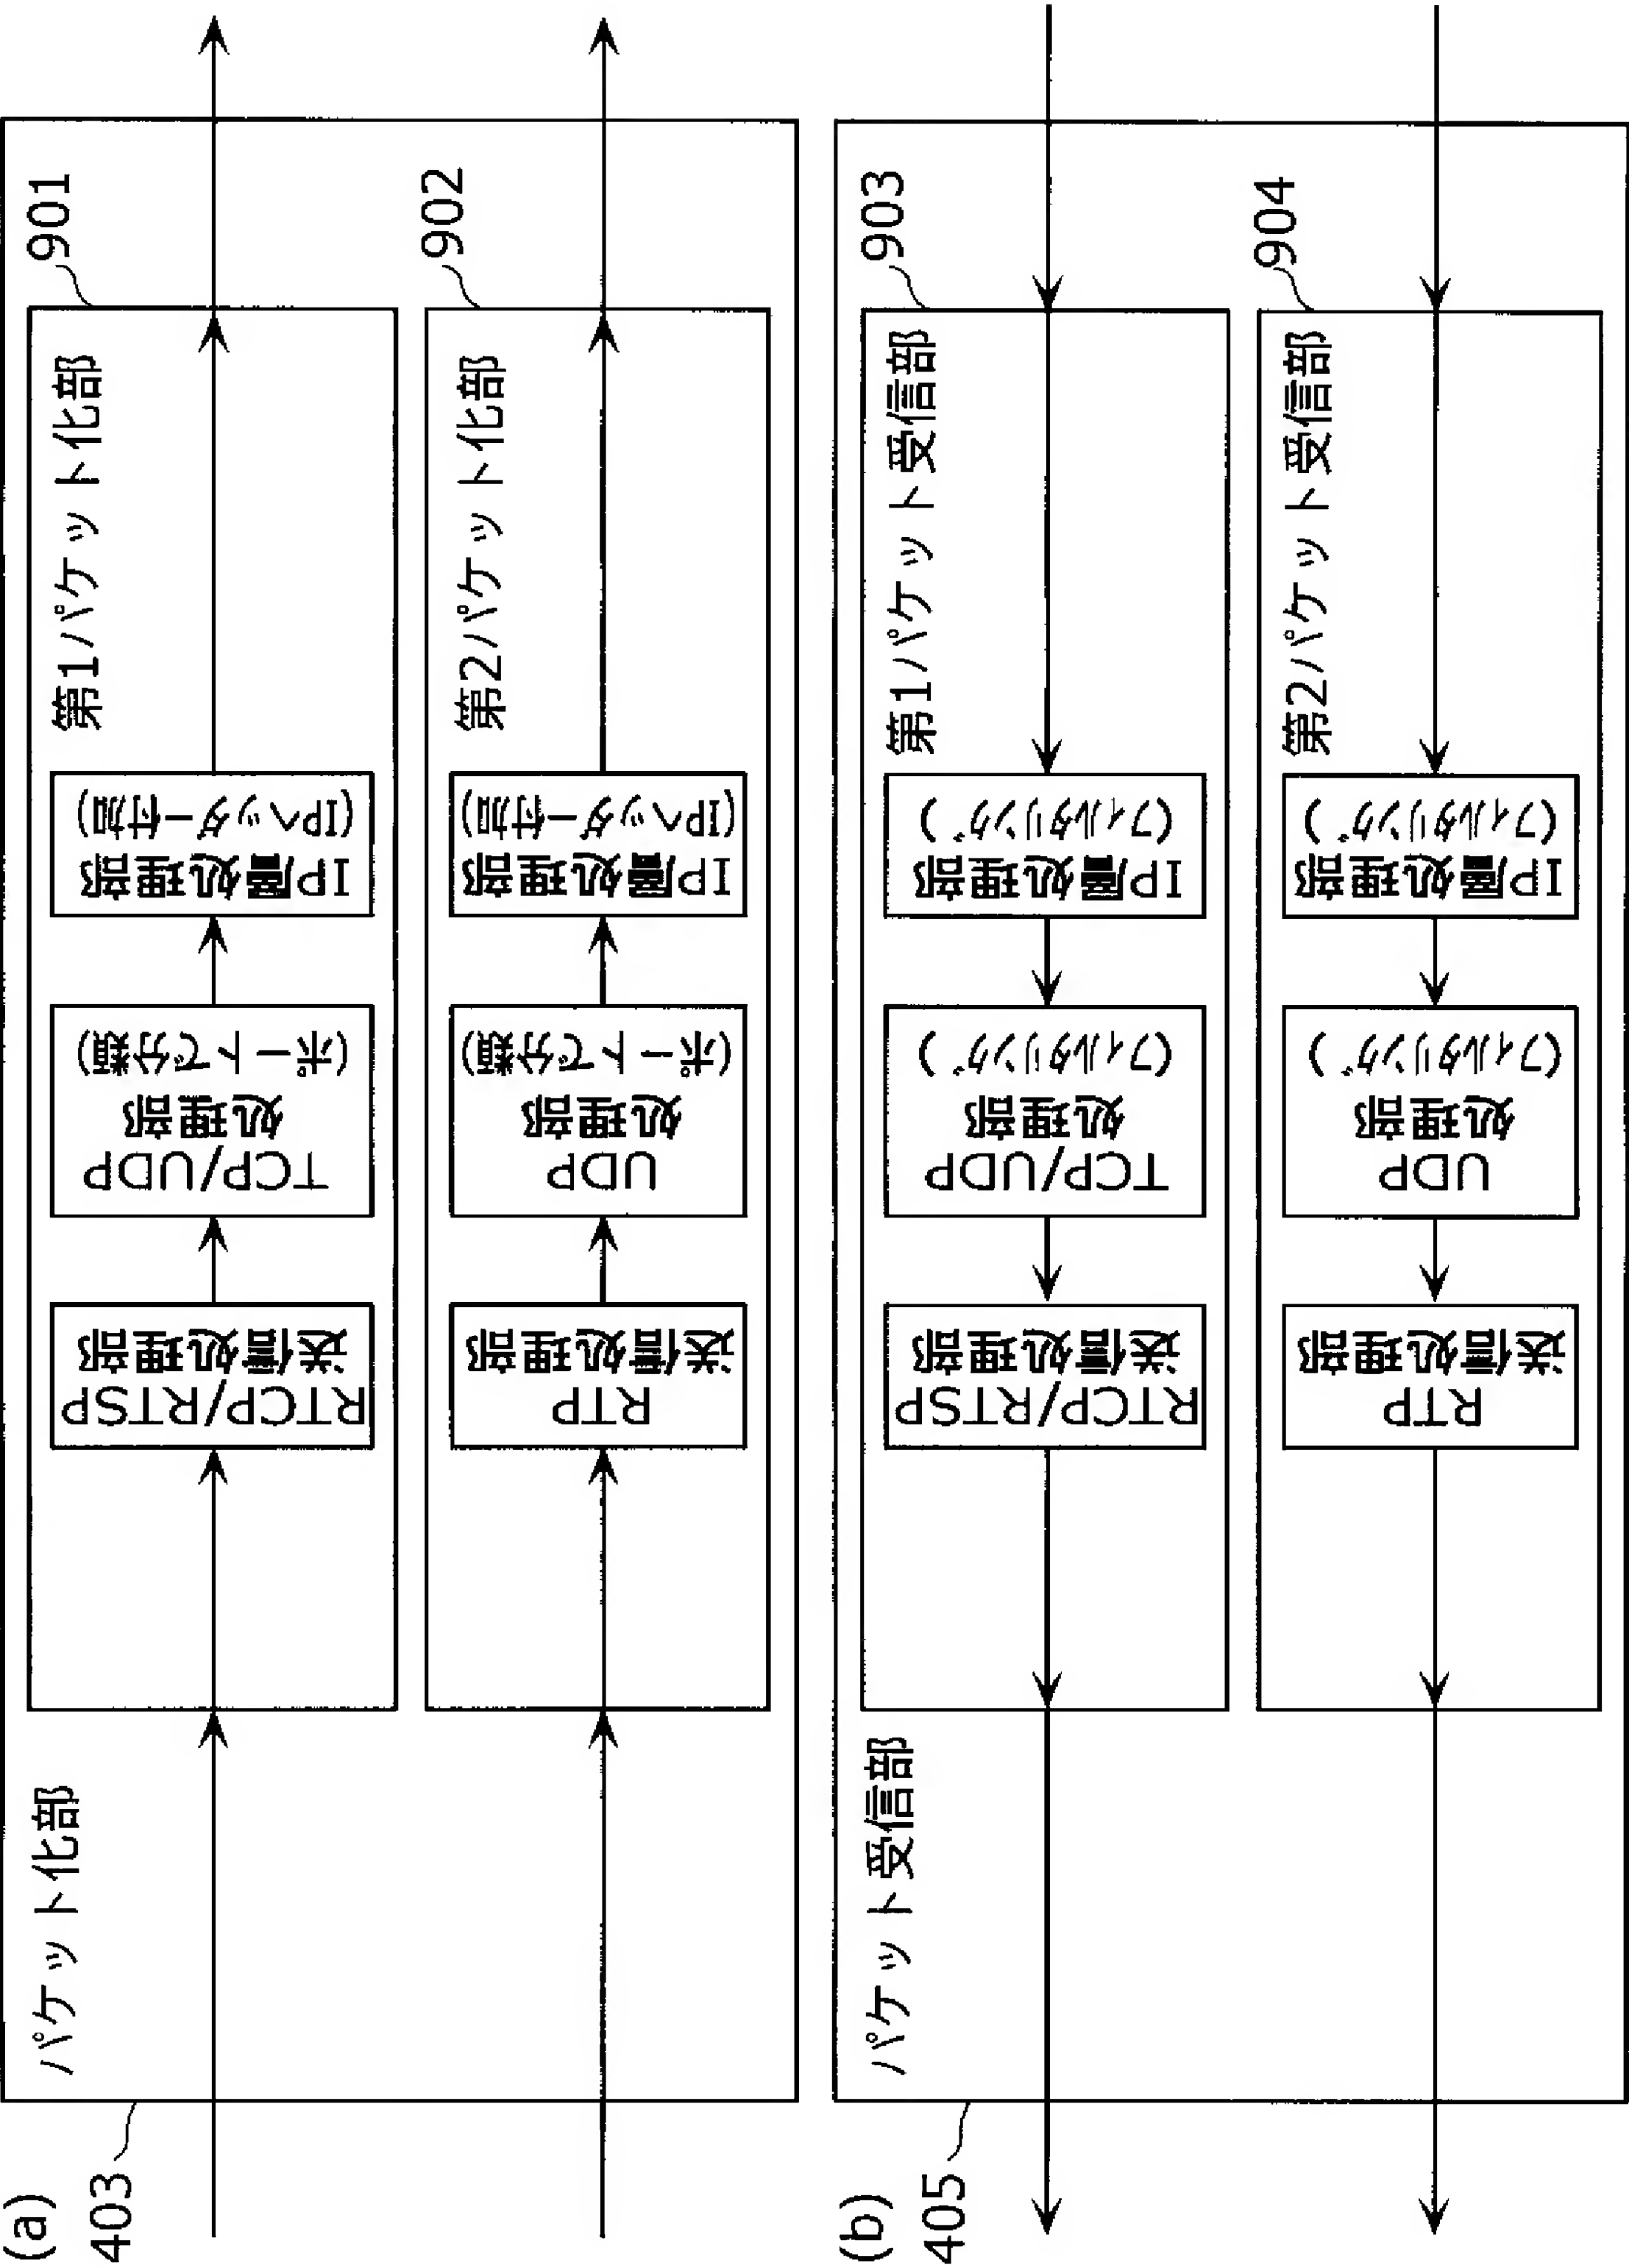 (a)
403
パケット化部
第1パケット化部
901
RTCP/RTSP
送信処理部
TCP/UDP
処理部
(ポートで分類)
IP層処理部
(IPヘッダー付加)
第2パケット化部
902
RTP
送信処理部
UDP
処理部
(ポートで分類)
IP層処理部
(IPヘッダー付加)
(b)
405
パケット受信部
第1パケット受信部
903
RTCP/RTSP
送信処理部
TCP/UDP
処理部
(フィルタリング)
IP層処理部
(フィルタリング)
第2パケット受信部
904
RTP
送信処理部
UDP
処理部
(フィルタリング)
IP層処理部
(フィルタリング)